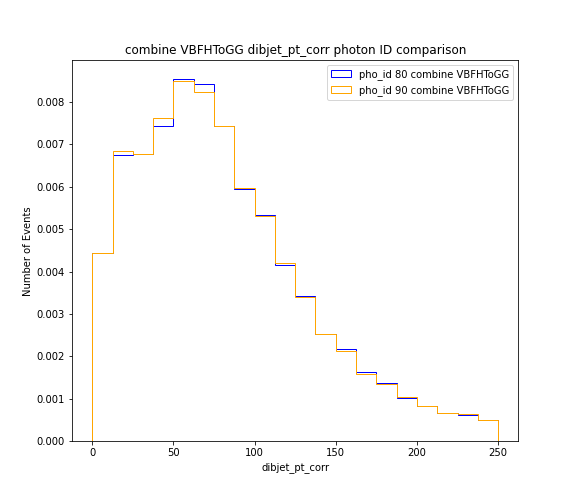 combine VBFHToGG dibjet_pt_corr photon ID comparison
pho_id 80 combine VBFHToGG
pho_id 90 combine VBFHToGG
Number of Events
0.008
0.007
0.006
0.005
0.004
0.003
0.002
0.001
0.000
0 50 100 150 200 250
dibjet_pt_corr